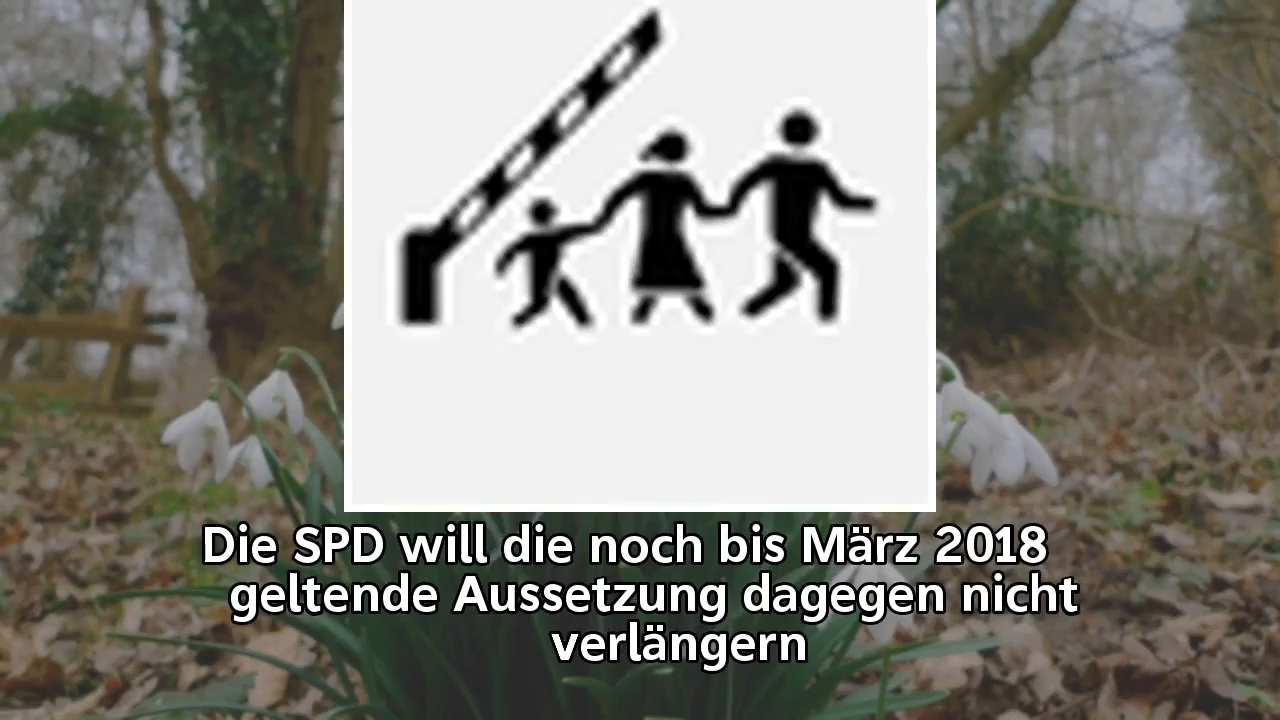 Die SPD will die noch bis März 2018
geltende Aussetzung dagegen nicht
verlängern